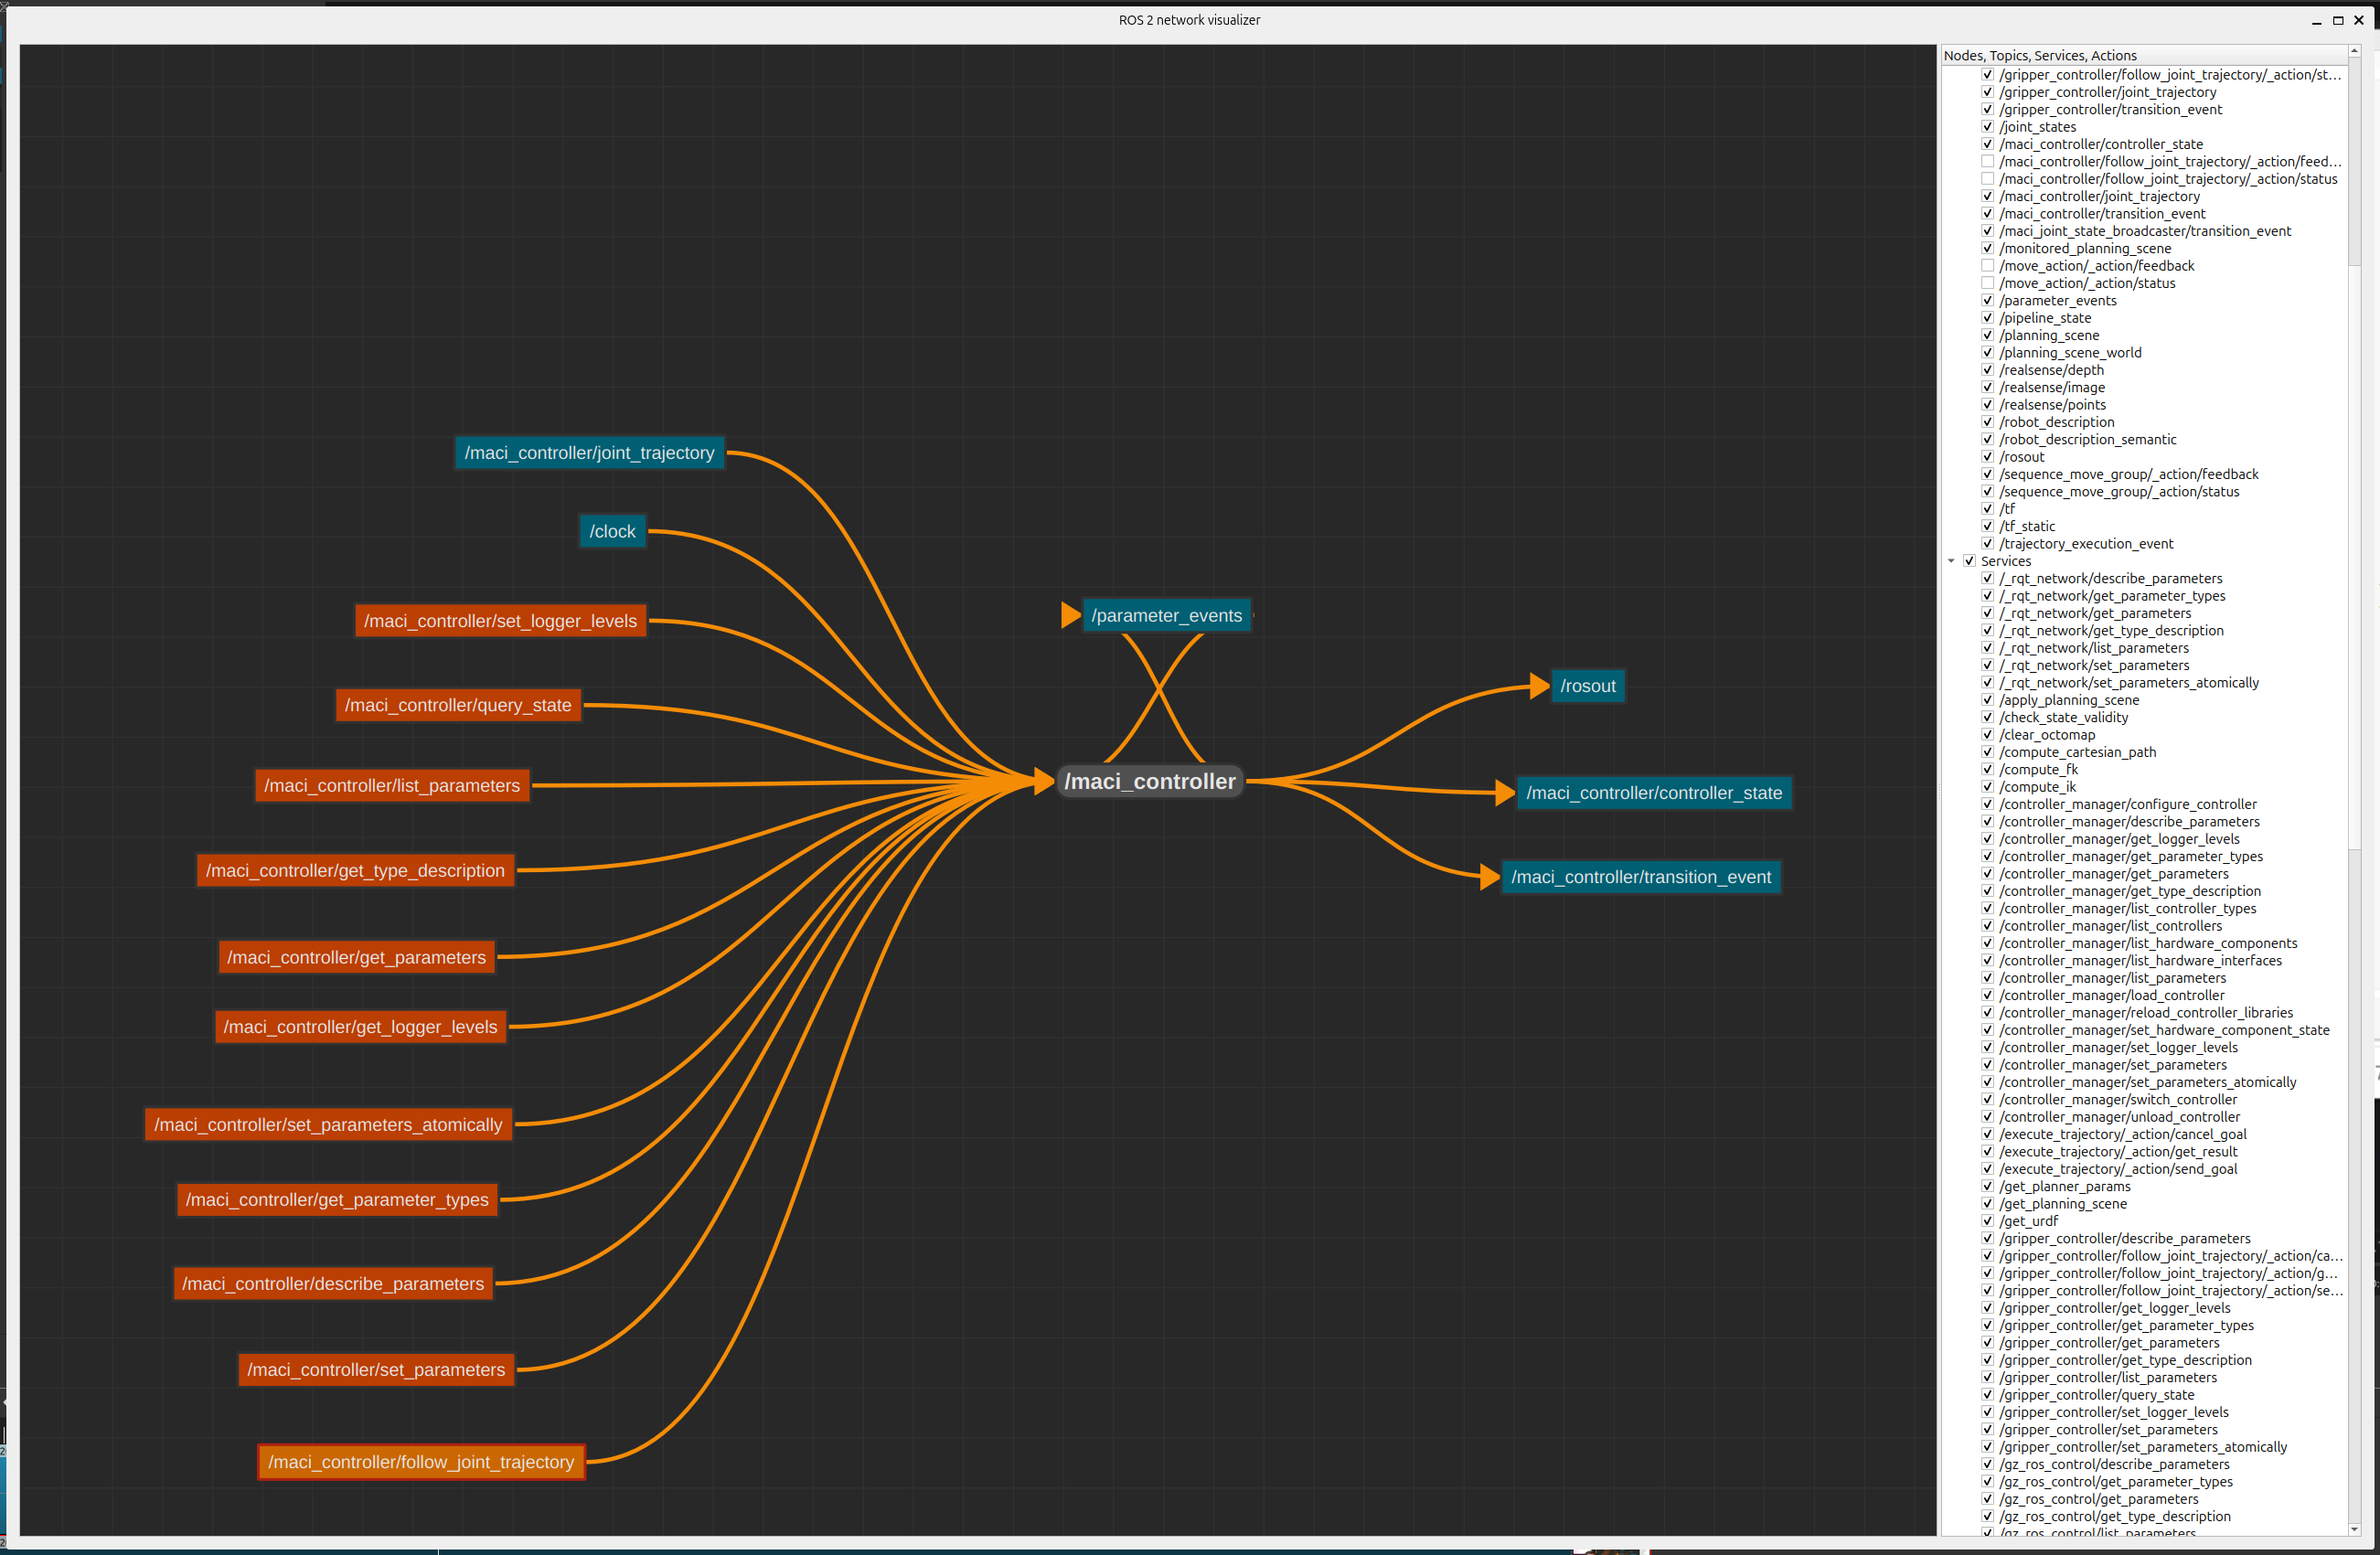 ROS 2 network visualizer
/maci_controller/joint_trajectory
/clock
/maci_controller/set_logger_levels
/maci_controller/query_state
/maci_controller/list_parameters
/maci_controller/get_type_description
/maci_controller/get_parameters
/maci_controller/get_logger_levels
/maci_controller/set_parameters_atomically
/maci_controller/get_parameter_types
/maci_controller/describe_parameters
/maci_controller/set_parameters
/maci_controller/follow_joint_trajectory
/parameter_events
/maci_controller
/rosout
/maci_controller/controller_state
/maci_controller/transition_event
Nodes, Topics, Services, Actions
/gripper_controller/follow_joint_trajectory/_action/st...
/gripper_controller/joint_trajectory
/gripper_controller/transition_event
/joint_states
/maci_controller/controller_state
/maci_controller/follow_joint_trajectory/_action/feed...
/maci_controller/follow_joint_trajectory/_action/status
/maci_controller/joint_trajectory
/maci_controller/transition_event
/maci_joint_state_broadcaster/transition_event
/monitored_planning_scene
/move_action/_action/feedback
/move_action/_action/status
/parameter_events
/pipeline_state
/planning_scene
/planning_scene_world
/realsense/depth
/realsense/image
/realsense/points
/robot_description
/robot_description_semantic
/rosout
/sequence_move_group/_action/feedback
/sequence_move_group/_action/status
/tf
/tf_static
/trajectory_execution_event
Services
/_rqt_network/describe_parameters
/_rqt_network/get_parameter_types
/_rqt_network/get_parameters
/_rqt_network/get_type_description
/_rqt_network/list_parameters
/_rqt_network/set_parameters
/_rqt_network/set_parameters_atomically
/apply_planning_scene
/check_state_validity
/clear_octomap
/compute_cartesian_path
/compute_fk
/compute_ik
/controller_manager/configure_controller
/controller_manager/describe_parameters
/controller_manager/get_logger_levels
/controller_manager/get_parameter_types
/controller_manager/get_parameters
/controller_manager/get_type_description
/controller_manager/list_controller_types
/controller_manager/list_controllers
/controller_manager/list_hardware_components
/controller_manager/list_hardware_interfaces
/controller_manager/list_parameters
/controller_manager/load_controller
/controller_manager/reload_controller_libraries
/controller_manager/set_hardware_component_state
/controller_manager/set_logger_levels
/controller_manager/set_parameters
/controller_manager/set_parameters_atomically
/controller_manager/switch_controller
/controller_manager/unload_controller
/execute_trajectory/_action/cancel_goal
/execute_trajectory/_action/get_result
/execute_trajectory/_action/send_goal
/get_planner_params
/get_planning_scene
/get_urdf
/gripper_controller/describe_parameters
/gripper_controller/follow_joint_trajectory/_action/ca...
/gripper_controller/follow_joint_trajectory/_action/g...
/gripper_controller/follow_joint_trajectory/_action/se...
/gripper_controller/get_logger_levels
/gripper_controller/get_parameter_types
/gripper_controller/get_parameters
/gripper_controller/get_type_description
/gripper_controller/list_parameters
/gripper_controller/query_state
/gripper_controller/set_logger_levels
/gripper_controller/set_parameters
/gripper_controller/set_parameters_atomically
/gz_ros_control/describe_parameters
/gz_ros_control/get_parameter_types
/gz_ros_control/get_parameters
/gz_ros_control/get_type_description
/gz_ros_control/list_parameters